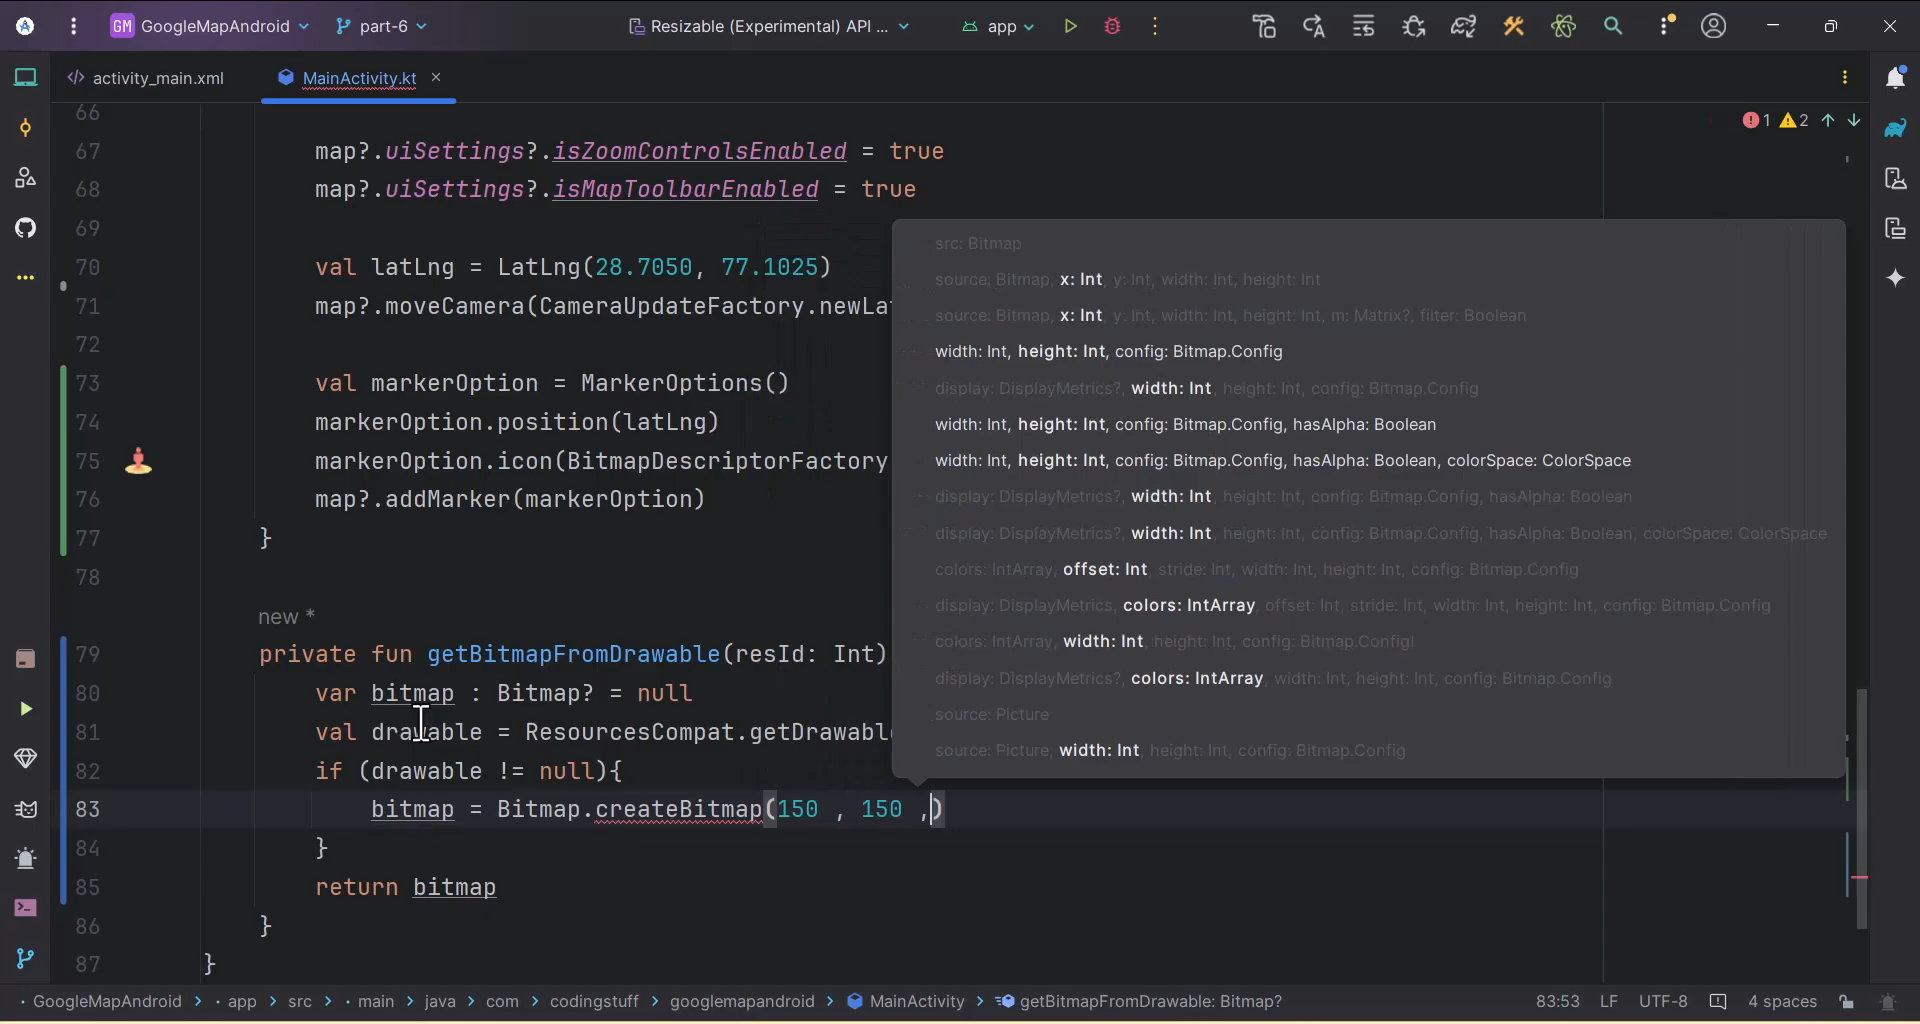 GM GoogleMapAndroid part-6 Resizable (Experimental) API ... app
activity_main.xml MainActivity.kt
66
67 map?.uiSettings?.isZoomControlsEnabled = true
68 map?.uiSettings?.isMapToolbarEnabled = true
69
70 val latLng = LatLng(28.7050, 77.1025)
71 map?.moveCamera(CameraUpdateFactory.newLa
72
73 val markerOption = MarkerOptions()
74 markerOption.position(latLng)
75 markerOption.icon(BitmapDescriptorFactory
76 map?.addMarker(markerOption)
77 }
78
new *
79 private fun getBitmapFromDrawable(resId: Int)
80 var bitmap : Bitmap? = null
81 val drawable = ResourcesCompat.getDrawabl
82 if (drawable != null){
83 bitmap = Bitmap.createBitmap(150 , 150 ,)
84 }
85 return bitmap
86 }
87 }
1 2
src: Bitmap
source: Bitmap, x: Int, y: Int, width: Int, height: Int
source: Bitmap, x: Int, y: Int, width: Int, height: Int, m: Matrix?, filter: Boolean
width: Int, height: Int, config: Bitmap.Config
display: DisplayMetrics?, width: Int, height: Int, config: Bitmap.Config
width: Int, height: Int, config: Bitmap.Config, hasAlpha: Boolean
width: Int, height: Int, config: Bitmap.Config, hasAlpha: Boolean, colorSpace: ColorSpace
display: DisplayMetrics?, width: Int, height: Int, config: Bitmap.Config, hasAlpha: Boolean
display: DisplayMetrics?, width: Int, height: Int, config: Bitmap.Config, hasAlpha: Boolean, colorSpace: ColorSpace
colors: IntArray, offset: Int, stride: Int, width: Int, height: Int, config: Bitmap.Config
display: DisplayMetrics, colors: IntArray, offset: Int, stride: Int, width: Int, height: Int, config: Bitmap.Config
colors: IntArray, width: Int, height: Int, config: Bitmap.Config!
display: DisplayMetrics?, colors: IntArray, width: Int, height: Int, config: Bitmap.Config
source: Picture
source: Picture, width: Int, height: Int, config: Bitmap.Config
GoogleMapAndroid > app > src > main > java > com > codingstuff > googlemapandroid > MainActivity > getBitmapFromDrawable: Bitmap? 83:53 LF UTF-8 4 spaces